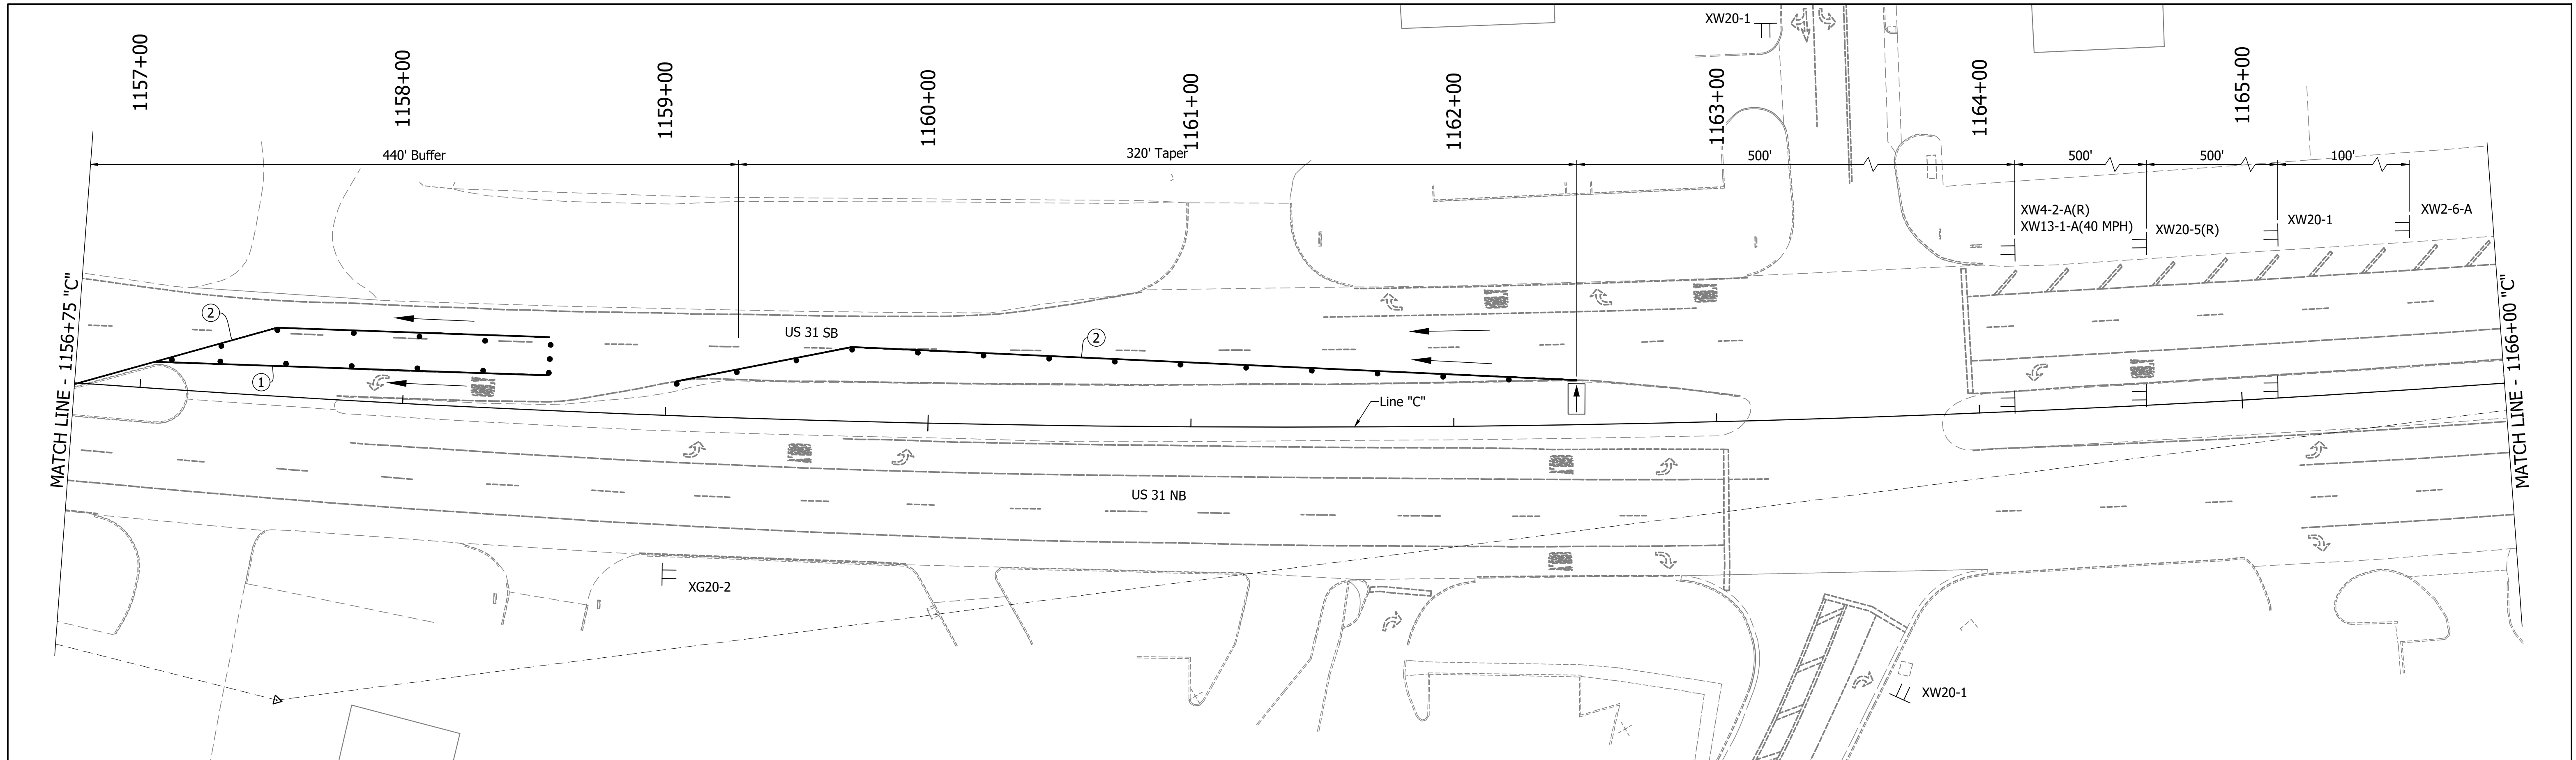 XW20-1
1157+00
1158+00
1159+00
1160+00
1161+00
1162+00
1163+00
1164+00
1165+00
440' Buffer
320' Taper
500'
500'
500'
100'
XW4-2-A(R)
XW13-1-A(40 MPH)
XW20-5(R)
XW20-1
XW2-6-A
MATCH LINE - 1156+75 "C"
2
1
US 31 SB
2
Line "C"
MATCH LINE - 1166+00 "C"
US 31 NB
XG20-2
XW20-1